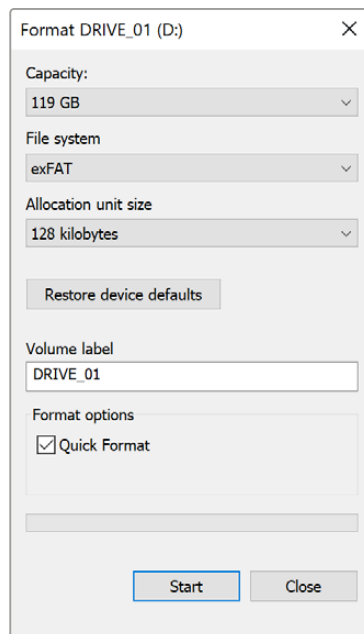 Format DRIVE_01 (D:)
Capacity:
119 GB
File system
exFAT
Allocation unit size
128 kilobytes
Restore device defaults
Volume label
DRIVE_01
Format options
Quick Format
Start Close